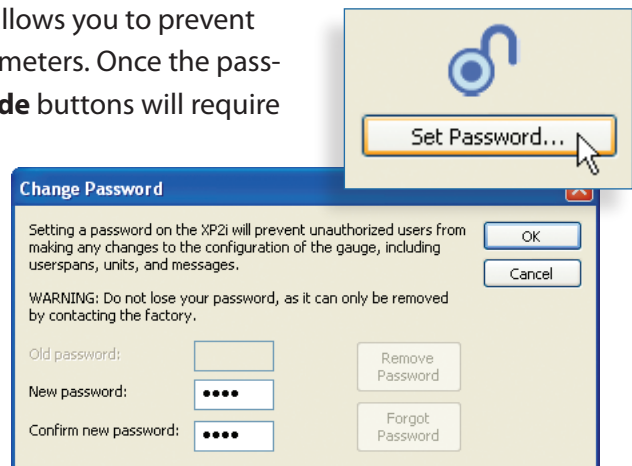 llows you to prevent
meters. Once the pass-
de buttons will require
Set Password...
Change Password
Setting a password on the XP2i will prevent unauthorized users from
making any changes to the configuration of the gauge, including
userspans, units, and messages.
WARNING: Do not lose your password, as it can only be removed
by contacting the factory.
Old password:
New password:
Confirm new password:
OK
Cancel
Remove
Password
Forgot
Password